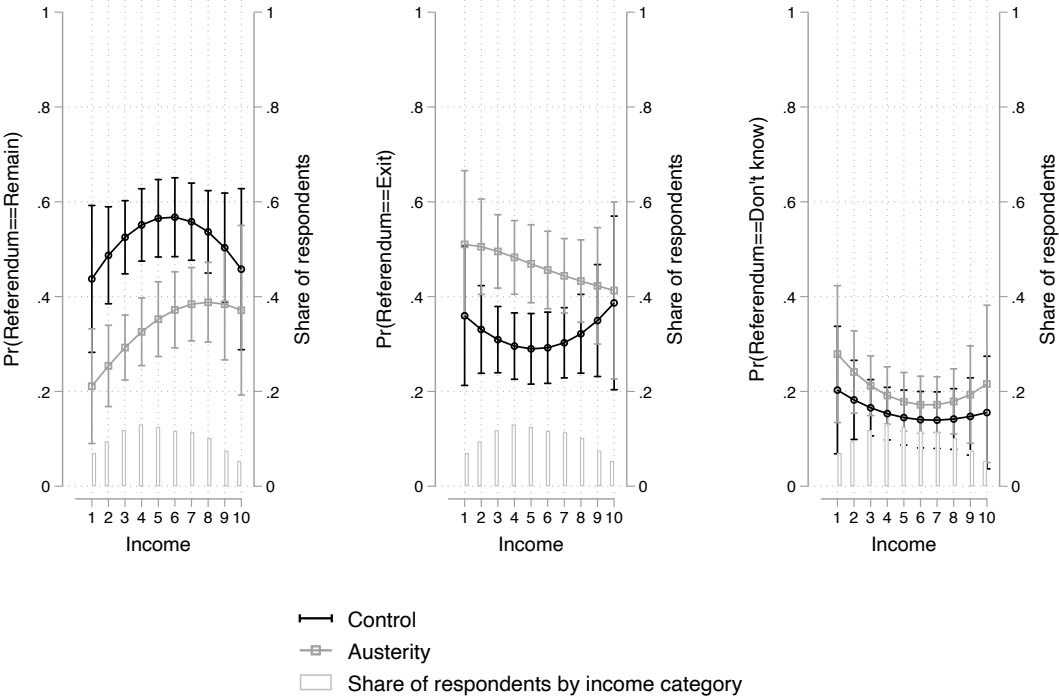 Pr(Referendum==Remain)
1
.8
.6
.4
.2
0
1
.8
.6
.4
.2
0
Share of respondents
1 2 3 4 5 6 7 8 9 10
Income
Pr(Referendum==Exit)
1
.8
.6
.4
.2
0
1
.8
.6
.4
.2
0
Share of respondents
1 2 3 4 5 6 7 8 9 10
Income
Pr(Referendum==Don't know)
1
.8
.6
.4
.2
0
1
.8
.6
.4
.2
0
Share of respondents
1 2 3 4 5 6 7 8 9 10
Income
Control
Austerity
Share of respondents by income category